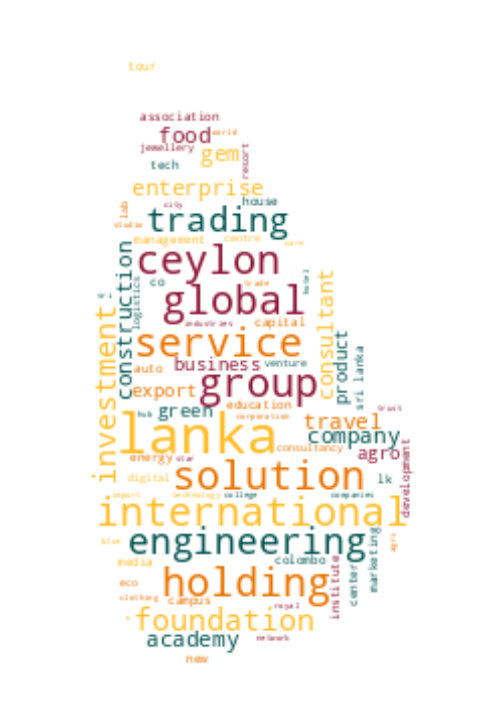 tour
association
food world
jewellery gem resort
tech
enterprise
lab city house
studio trading
management centre care
construction ceylon
co logistics trade hotel
global consultant
industries capital
investment service product
auto business venture sri lanka
export group
hub green education trust
corporation travel
lanka company
consultancy agro
energy star development
digital solution lk
import technology college companies
international
blue engineering marketing agri
media colombo institute center
eco holding
clothing campus royal
foundation
academy network
new